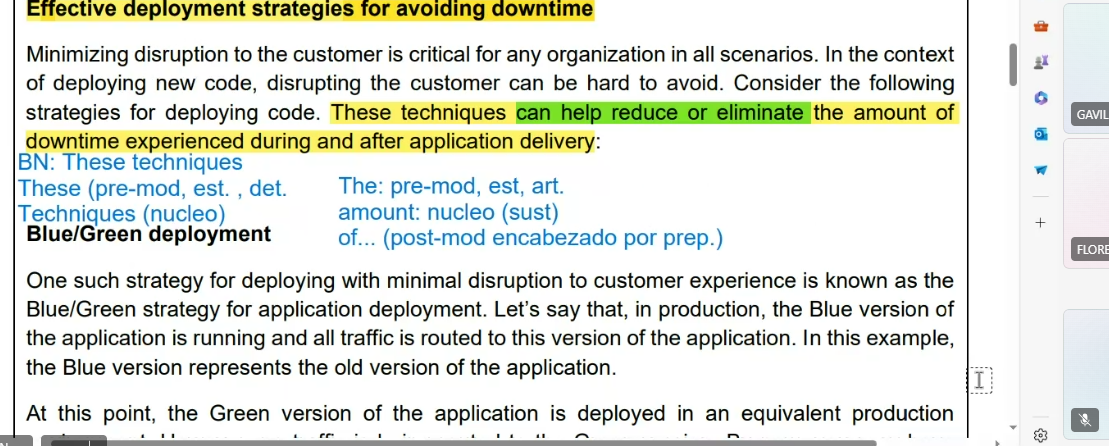 Effective deployment strategies for avoiding downtime
Minimizing disruption to the customer is critical for any organization in all scenarios. In the context
of deploying new code, disrupting the customer can be hard to avoid. Consider the following
strategies for deploying code. These techniques can help reduce or eliminate the amount of
downtime experienced during and after application delivery:
BN: These techniques
These (pre-mod, est. , det.
Techniques (nucleo)
The: pre-mod, est, art.
amount: nucleo (sust)
of... (post-mod encabezado por prep.)
Blue/Green deployment
One such strategy for deploying with minimal disruption to customer experience is known as the
Blue/Green strategy for application deployment. Let’s say that, in production, the Blue version of
the application is running and all traffic is routed to this version of the application. In this example,
the Blue version represents the old version of the application.
At this point, the Green version of the application is deployed in an equivalent production
GAVIL
FLORE